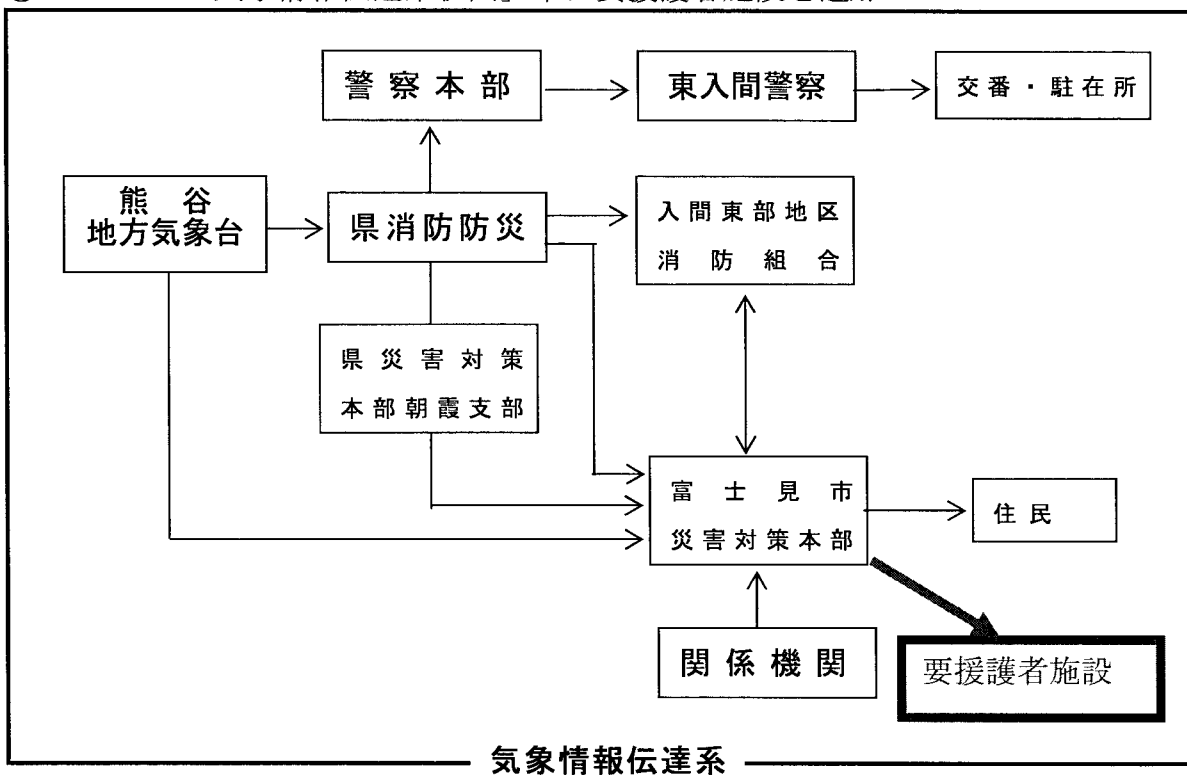 警察本部
東入間警察
交番・駐在所
熊谷
地方気象台
県消防防災
入間東部地区
消防組合
県災害対策
本部朝霞支部
富士見市
災害対策本部
住民
関係機関
要援護者施設
気象情報伝達系